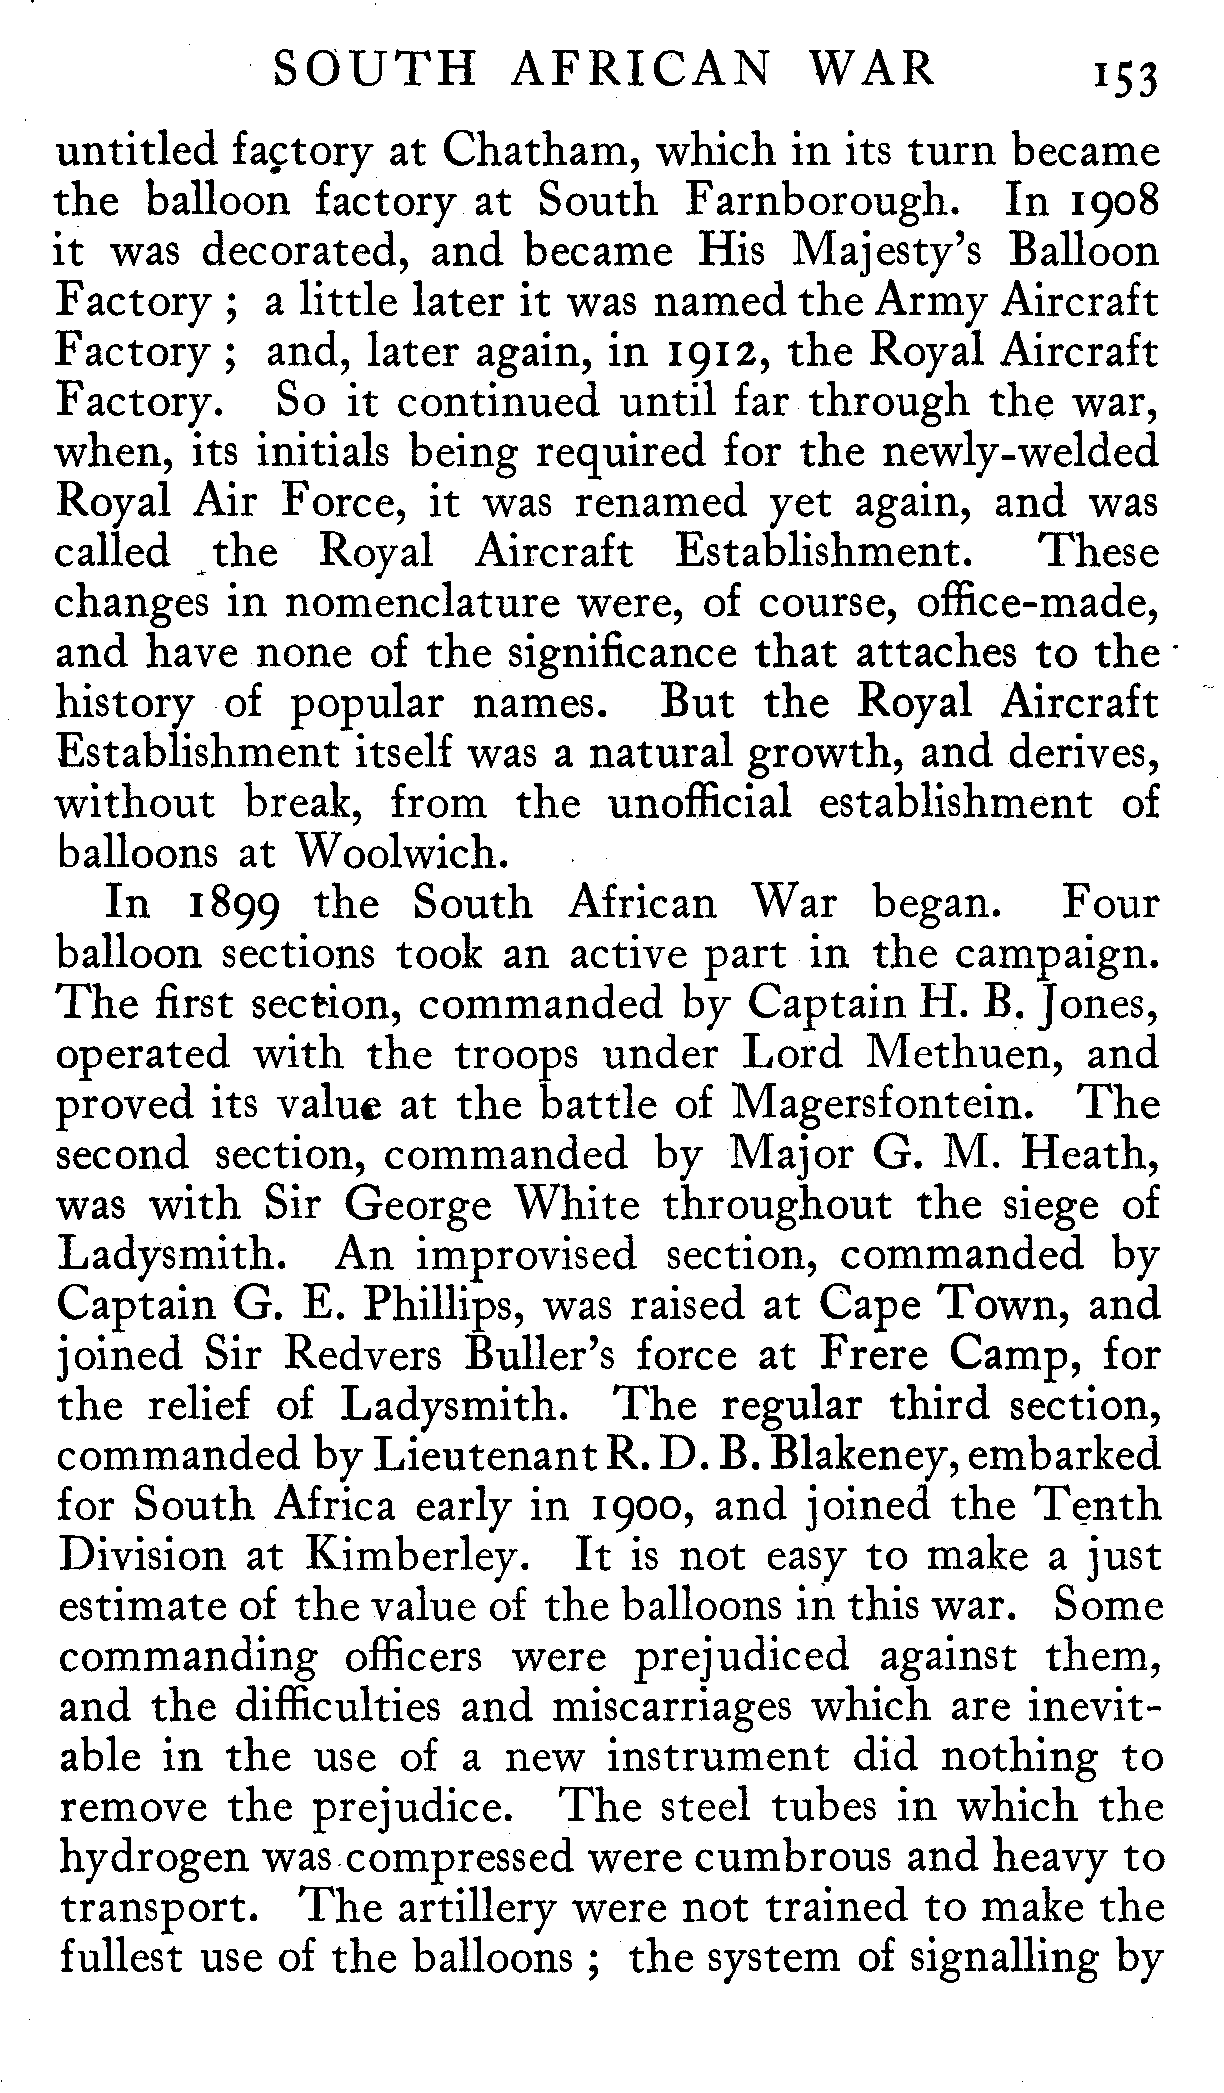 SOUTH AFRICAN WAR 153
untitled factory at Chatham, which in its turn became
the balloon factory at South Farnborough. In 1908
it was decorated, and became His Majesty's Balloon
Factory ; a little later it was named the Army Aircraft
Factory ; and, later again, in 1912, the Royal Aircraft
Factory. So it continued until far through the war,
when, its initials being required for the newly-welded
Royal Air Force, it was renamed yet again, and was
called the Royal Aircraft Establishment. These
changes in nomenclature were, of course, office-made,
and have none of the significance that attaches to the
history of popular names. But the Royal Aircraft
Establishment itself was a natural growth, and derives,
without break, from the unofficial establishment of
balloons at Woolwich.
In 1899 the South African War began. Four
balloon sections took an active part in the campaign.
The first section, commanded by Captain H. B. Jones,
operated with the troops under Lord Methuen, and
proved its value at the battle of Magersfontein. The
second section, commanded by Major G. M. Heath,
was with Sir George White throughout the siege of
Ladysmith. An improvised section, commanded by
Captain G. E. Phillips, was raised at Cape Town, and
joined Sir Redvers Buller's force at Frere Camp, for
the relief of Ladysmith. The regular third section,
commanded by Lieutenant R. D. B. Blakeney, embarked
for South Africa early in 1900, and joined the Tenth
Division at Kimberley. It is not easy to make a just
estimate of the value of the balloons in this war. Some
commanding officers were prejudiced against them,
and the difficulties and miscarriages which are inevit-
able in the use of a new instrument did nothing to
remove the prejudice. The steel tubes in which the
hydrogen was compressed were cumbrous and heavy to
transport. The artillery were not trained to make the
fullest use of the balloons ; the system of signalling by